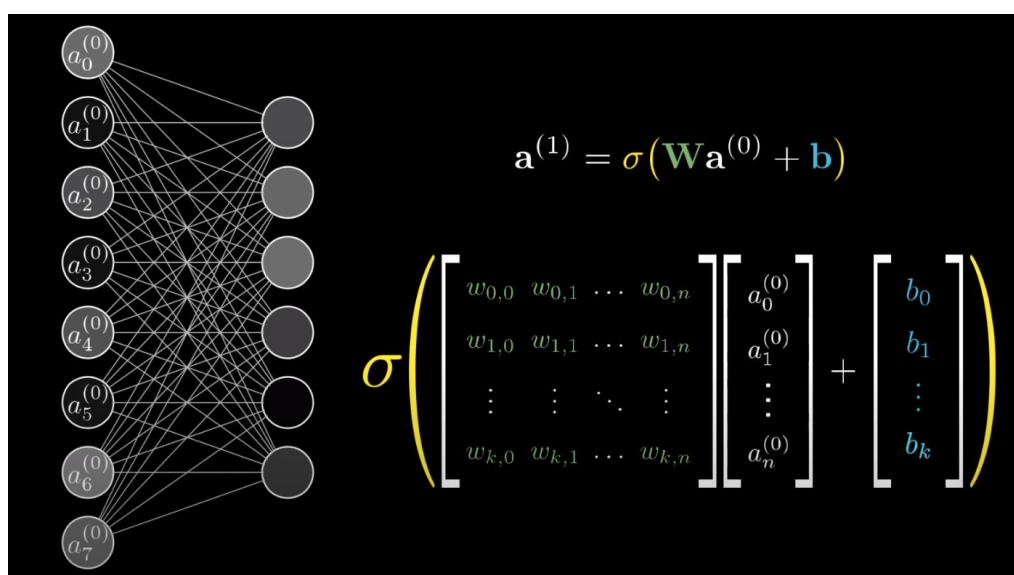 a_0^{(0)}
a_1^{(0)}
a_2^{(0)}
a_3^{(0)}
a_4^{(0)}
a_5^{(0)}
a_6^{(0)}
a_7^{(0)}
𝐚^{(1)} = σ(𝐖𝐚^{(0)} + 𝐛)
σ ( [ w_{0,0} w_{0,1} … w_{0,n} ] [ a_0^{(0)} ] + [ b_0 ] )
w_{1,0} w_{1,1} … w_{1,n} a_1^{(0)} b_1
⋮ ⋮ ⋱ ⋮ ⋮ ⋮
w_{k,0} w_{k,1} … w_{k,n} a_n^{(0)} b_k